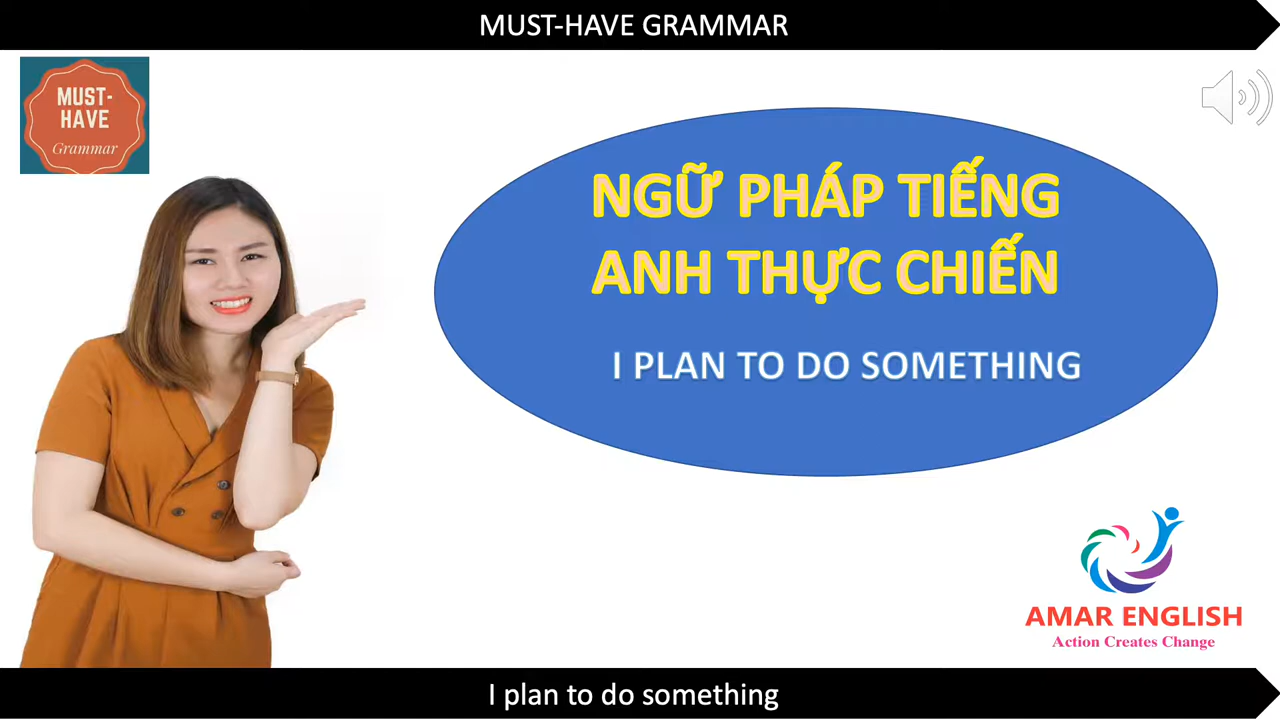 MUST-HAVE GRAMMAR
MUST-
HAVE
Grammar
NGỮ PHÁP TIẾNG
ANH THỰC CHIẾN
I PLAN TO DO SOMETHING
AMAR ENGLISH
Action Creates Change
I plan to do something